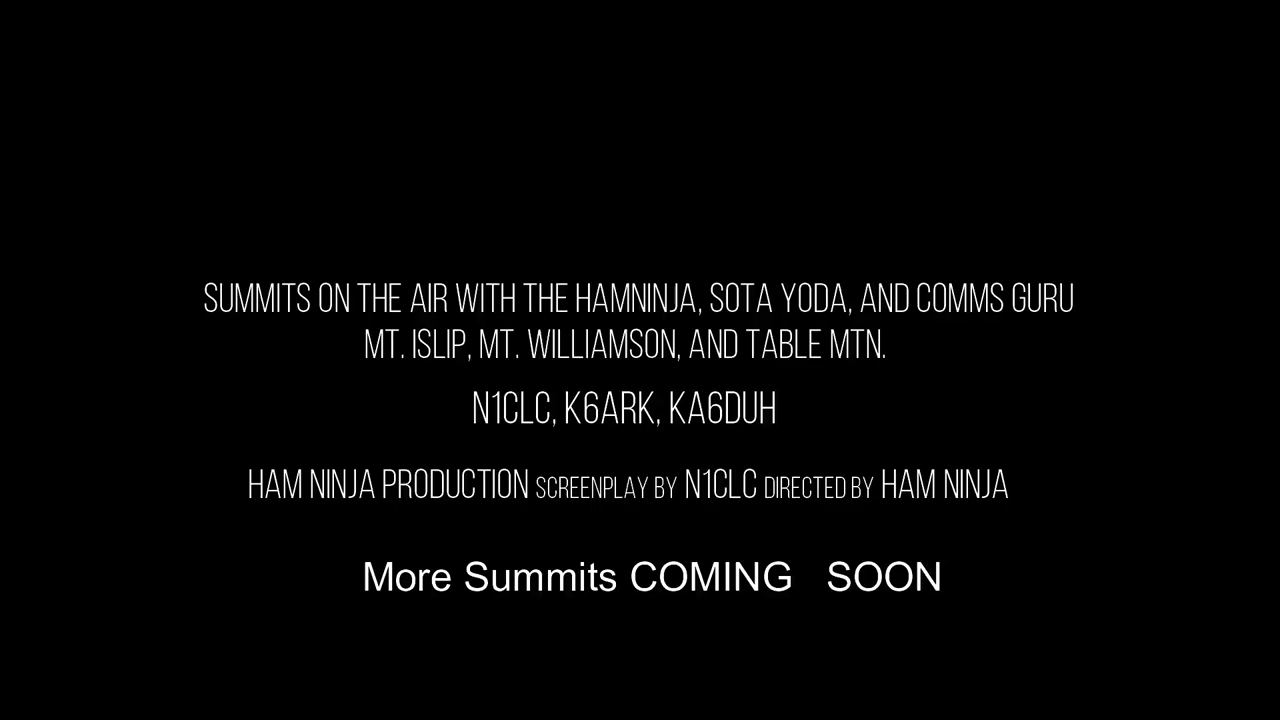 SUMMITS ON THE AIR WITH THE HAMNINJA, SOTA YODA, AND COMMS GURU
MT. ISLIP, MT. WILLIAMSON, AND TABLE MTN.
N1CLC, K6ARK, KA6DUH
HAM NINJA PRODUCTION SCREENPLAY BY N1CLC DIRECTED BY HAM NINJA
More Summits COMING SOON